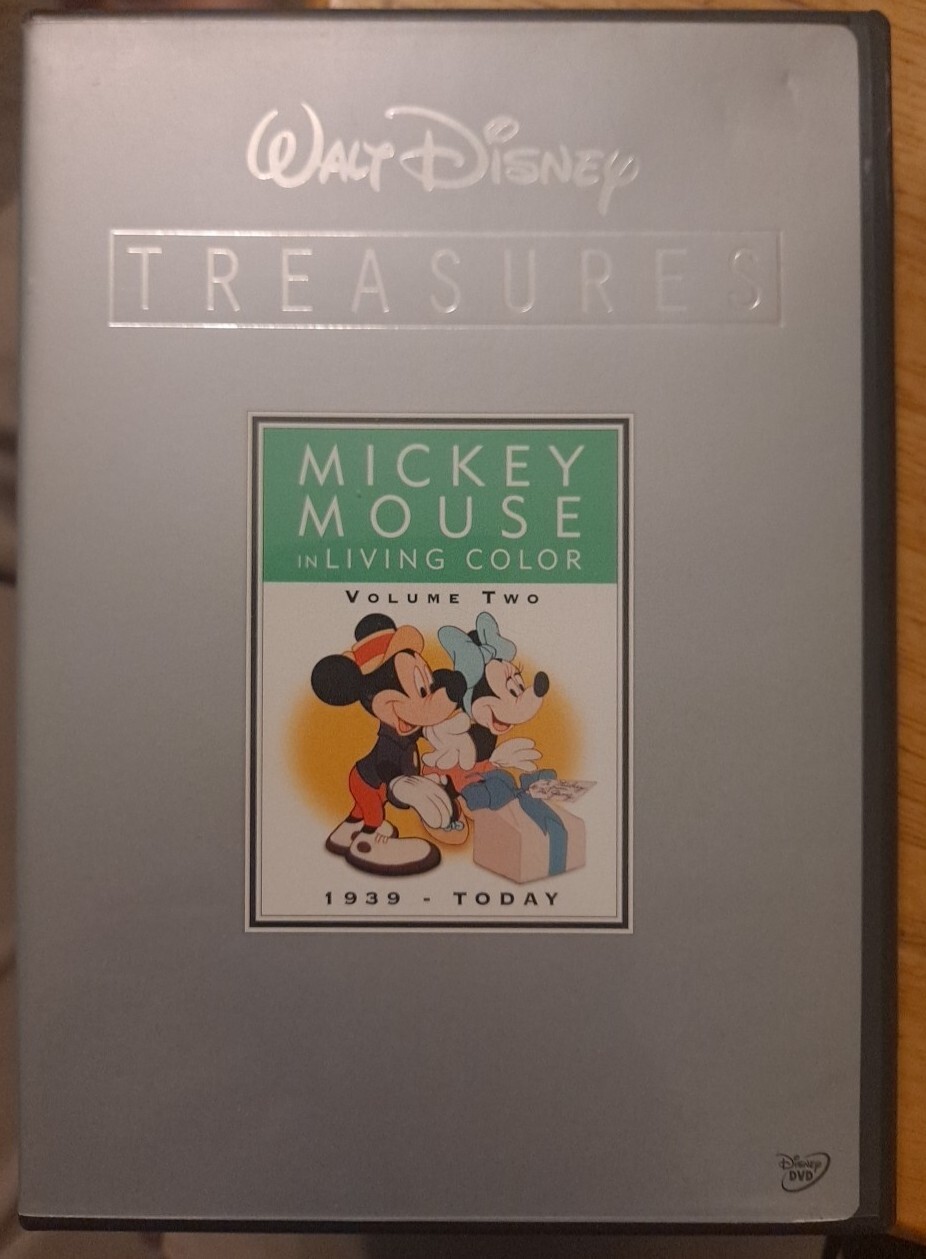 WALT DISNEY
TREASURES
MICKEY
MOUSE
IN LIVING COLOR
VOLUME TWO
1939 - TODAY
DISNEY
DVD